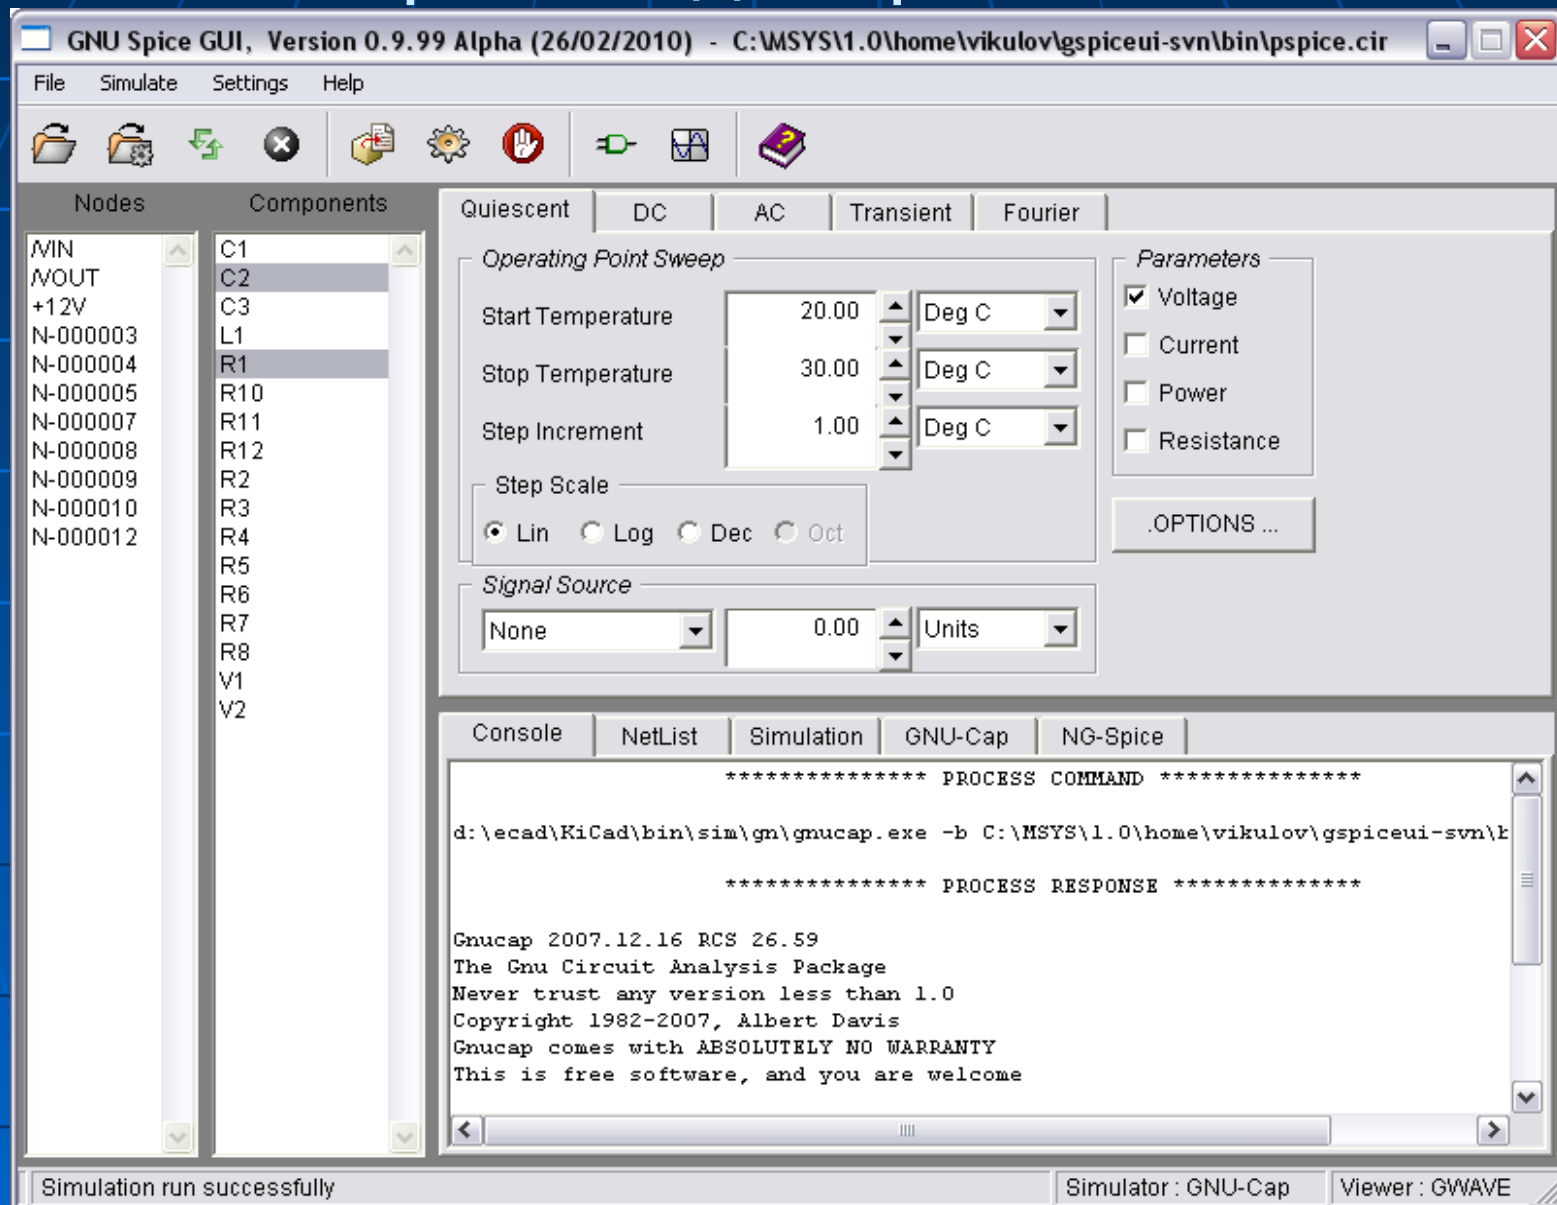 GNU Spice GUI, Version 0.9.99 Alpha (26/02/2010) - C:\MSYS\1.0\home\vikulov\gspiceui-svn\bin\pspice.cir
File Simulate Settings Help
Nodes
/VIN
/VOUT
+12V
N-000003
N-000004
N-000005
N-000007
N-000008
N-000009
N-000010
N-000012
Components
C1
C2
C3
L1
R1
R10
R11
R12
R2
R3
R4
R5
R6
R7
R8
V1
V2
Quiescent DC AC Transient Fourier
Operating Point Sweep
Start Temperature 20.00 Deg C
Stop Temperature 30.00 Deg C
Step Increment 1.00 Deg C
Step Scale
Lin Log Dec Oct
Signal Source
None 0.00 Units
Parameters
Voltage
Current
Power
Resistance
.OPTIONS ...
Console NetList Simulation GNU-Cap NG-Spice
*************** PROCESS COMMAND ***************
d:\ecad\KiCad\bin\sim\gn\gnucap.exe -b C:\MSYS\1.0\home\vikulov\gspiceui-svn\
*************** PROCESS RESPONSE **************
Gnucap 2007.12.16 RCS 26.59
The Gnu Circuit Analysis Package
Never trust any version less than 1.0
Copyright 1982-2007, Albert Davis
Gnucap comes with ABSOLUTELY NO WARRANTY
This is free software, and you are welcome
Simulation run successfully
Simulator : GNU-Cap
Viewer : GWAVE